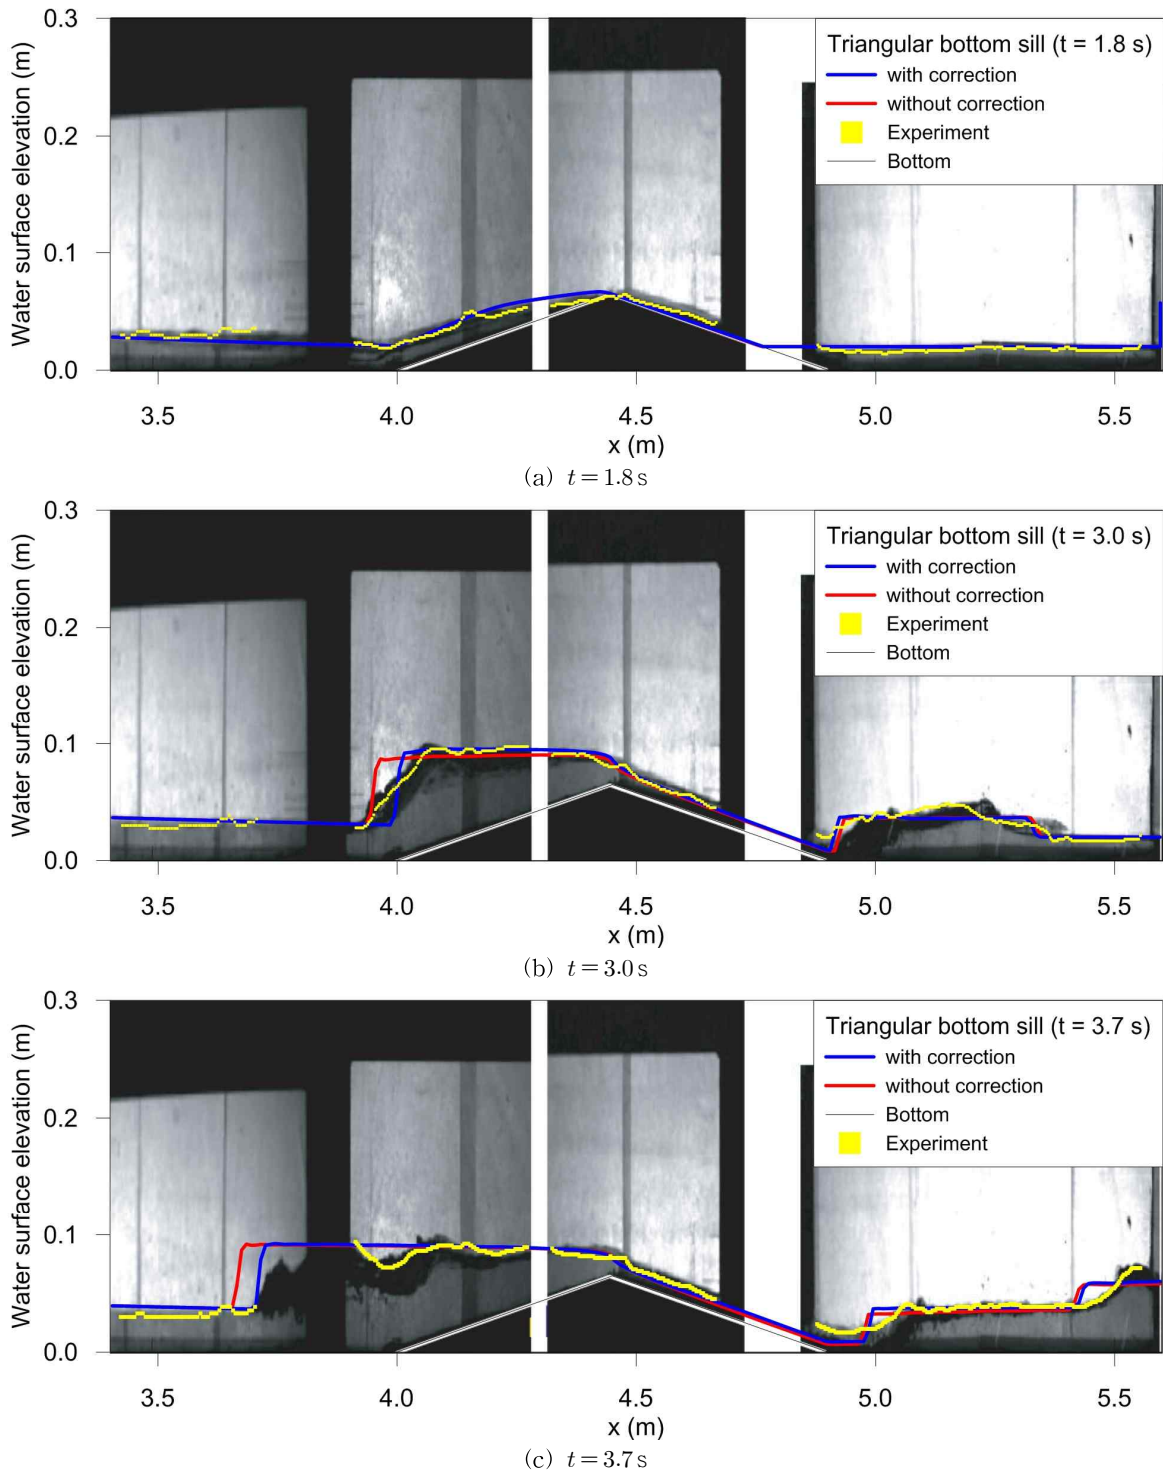 0.3
0.2
0.1
0.0
Water surface elevation (m)
Triangular bottom sill (t = 1.8 s)
with correction
without correction
Experiment
Bottom
3.5 4.0 4.5 5.0 5.5
x (m)
(a) t = 1.8 s
0.3
0.2
0.1
0.0
Water surface elevation (m)
Triangular bottom sill (t = 3.0 s)
with correction
without correction
Experiment
Bottom
3.5 4.0 4.5 5.0 5.5
x (m)
(b) t = 3.0 s
0.3
0.2
0.1
0.0
Water surface elevation (m)
Triangular bottom sill (t = 3.7 s)
with correction
without correction
Bottom
Experiment
3.5 4.0 4.5 5.0 5.5
x (m)
(c) t = 3.7 s